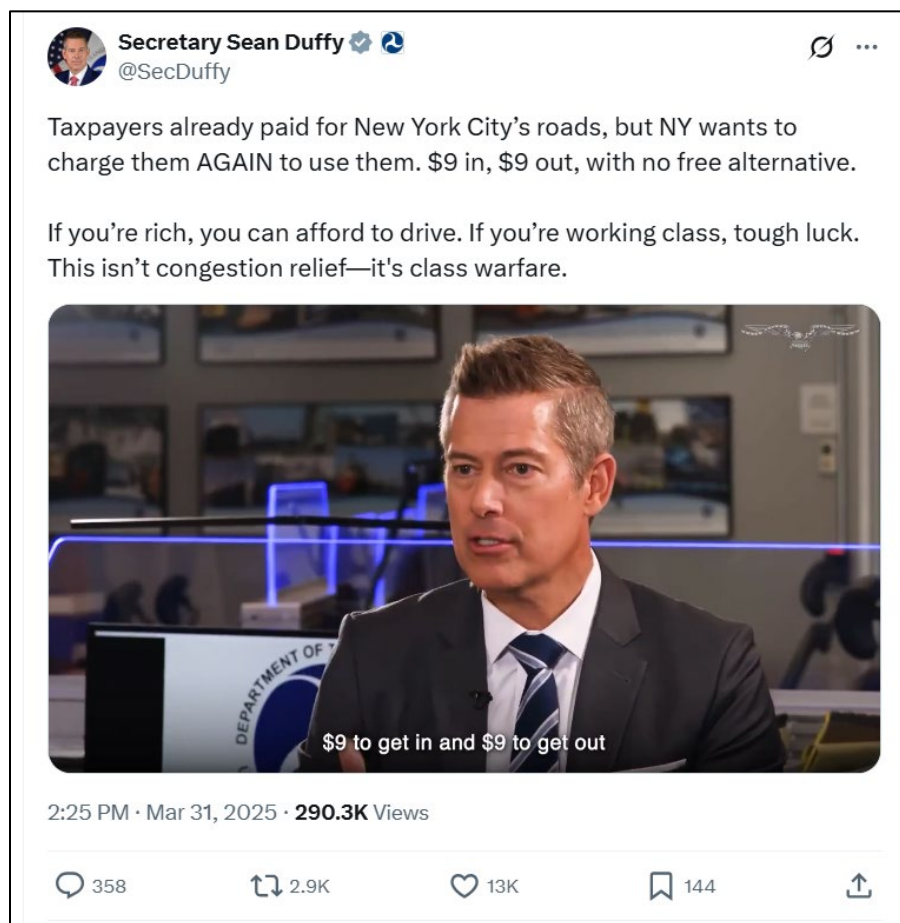 Secretary Sean Duffy
@SecDuffy
Taxpayers already paid for New York City’s roads, but NY wants to
charge them AGAIN to use them. $9 in, $9 out, with no free alternative.
If you’re rich, you can afford to drive. If you’re working class, tough luck.
This isn’t congestion relief—it's class warfare.
DEPARTMENT OF
$9 to get in and $9 to get out
2:25 PM · Mar 31, 2025 · 290.3K Views
358 2.9K 13K 144